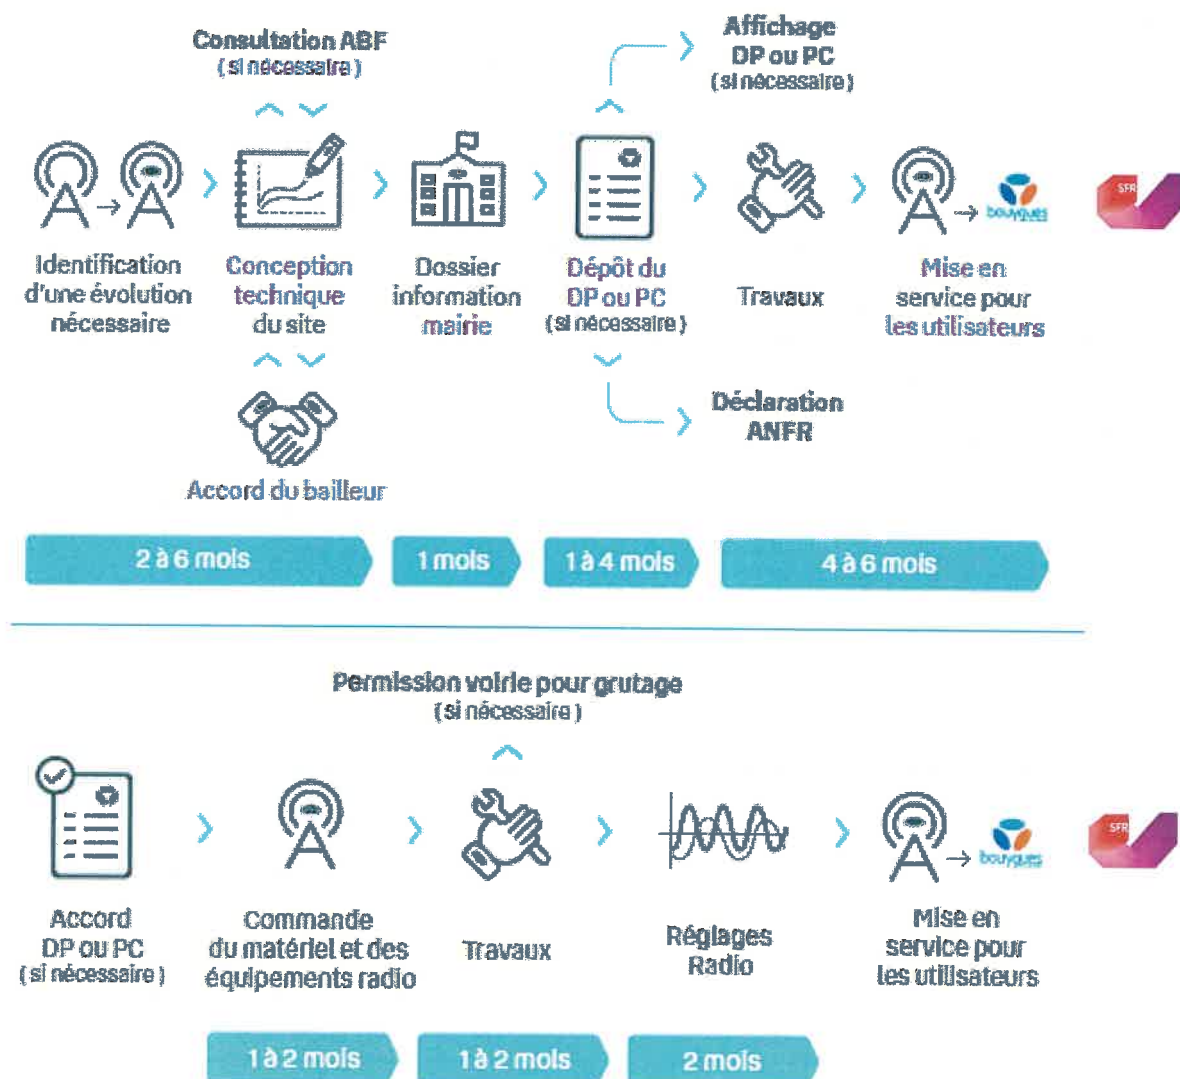 Consultation ABF
(si nécessaire)
Affichage
DP ou PC
(si nécessaire)
Identification
d'une évolution
nécessaire
Conception
technique
du site
Dossier
information
mairie
Dépôt du
DP ou PC
(si nécessaire)
Travaux
Mise en
service pour
les utilisateurs
bouygues
SFR
Accord du bailleur
Déclaration
ANFR
2 à 6 mois
1 mois
1 à 4 mois
4 à 6 mois
Permission voirie pour grutage
(si nécessaire)
Accord
DP ou PC
(si nécessaire)
Commande
du matériel et des
équipements radio
Travaux
Réglages
Radio
Mise en
service pour
les utilisateurs
bouygues
SFR
1 à 2 mois
1 à 2 mois
2 mois